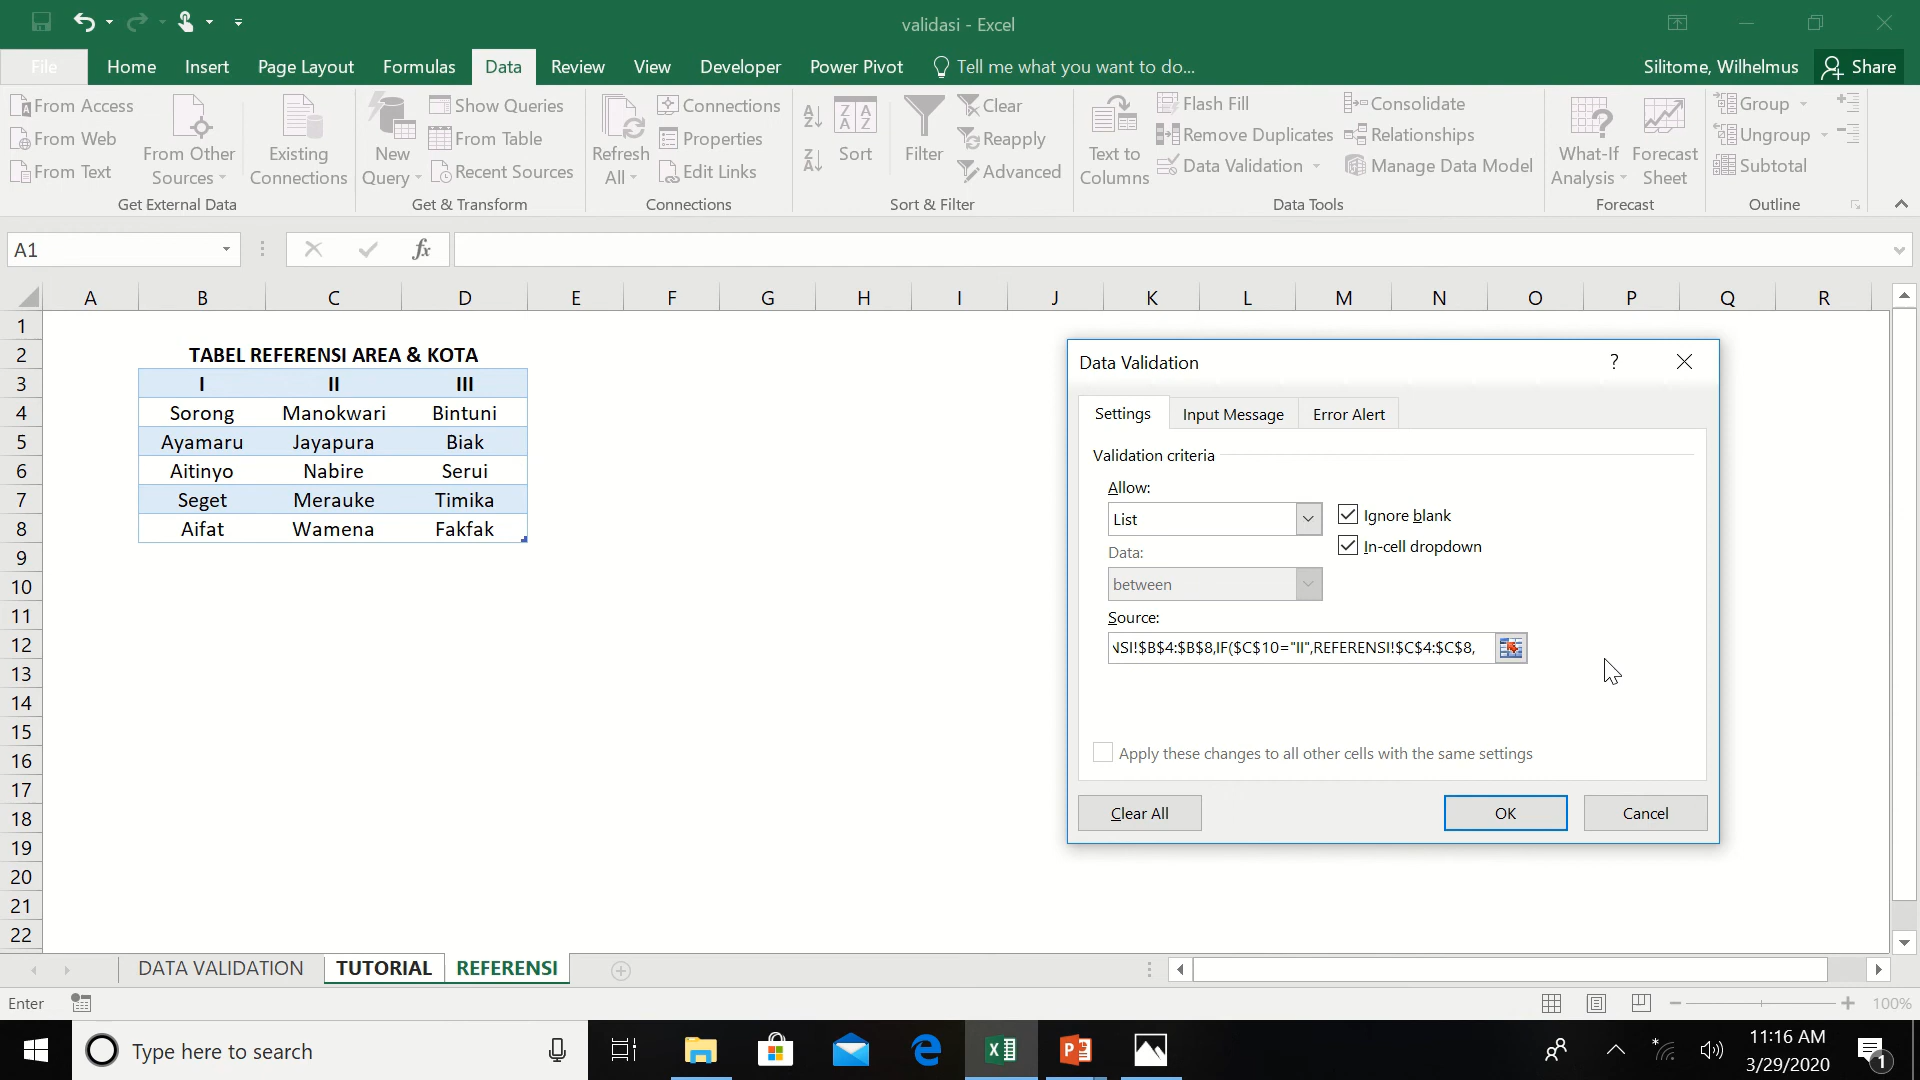 validasi - Excel
File Home Insert Page Layout Formulas Data Review View Developer Power Pivot Tell me what you want to do... Silitome, Wilhelmus Share
From Access
From Web
From Text
From Other Sources
Existing Connections
Get External Data
New Query
Show Queries
From Table
Recent Sources
Get & Transform
Refresh All
Connections
Properties
Edit Links
Connections
Sort
Filter
Clear
Reapply
Advanced
Sort & Filter
Text to Columns
Flash Fill
Remove Duplicates
Data Validation
Consolidate
Relationships
Manage Data Model
Data Tools
What-If Analysis
Forecast Sheet
Forecast
Group
Ungroup
Subtotal
Outline
A1 fx
A B C D E F G H I J K L M N O P Q R
1
2 TABEL REFERENSI AREA & KOTA
3 I II III
4 Sorong Manokwari Bintuni
5 Ayamaru Jayapura Biak
6 Aitinyo Nabire Serui
7 Seget Merauke Timika
8 Aifat Wamena Fakfak
9
10
11
12
13
14
15
16
17
18
19
20
21
22
Data Validation ?
Settings Input Message Error Alert
Validation criteria
Allow:
List
Ignore blank
In-cell dropdown
Data:
between
Source:
NSI!$B$4:$B$8,IF($C$10="II",REFERENSI!$C$4:$C$8,
Apply these changes to all other cells with the same settings
Clear All OK Cancel
DATA VALIDATION TUTORIAL REFERENSI
Enter 100%
Type here to search
11:16 AM
3/29/2020
1